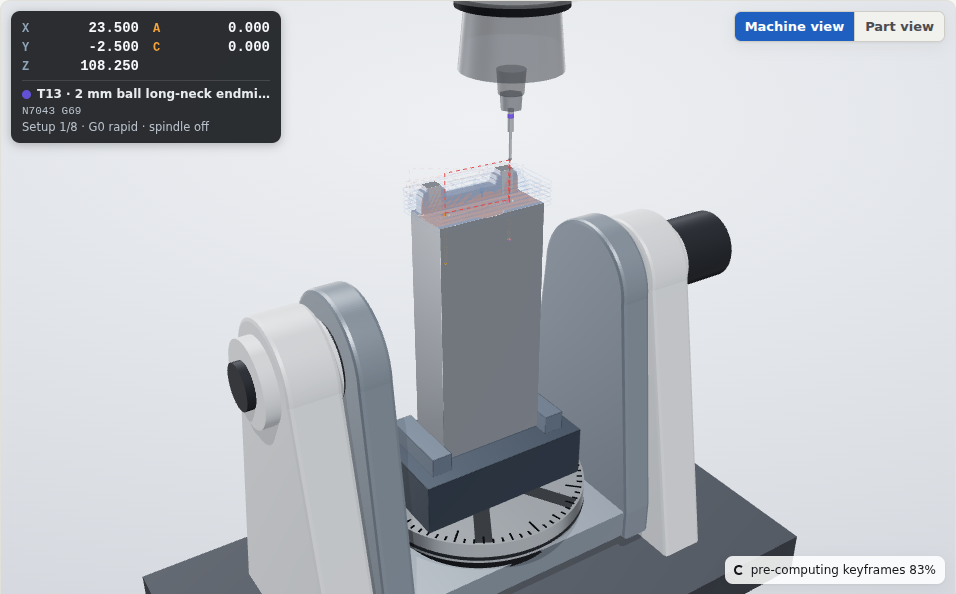 X 23.500 A 0.000
Y -2.500 C 0.000
Z 108.250
T13 · 2 mm ball long-neck endmi…
N7043 G69
Setup 1/8 · G0 rapid · spindle off
Machine view Part view
C pre-computing keyframes 83%